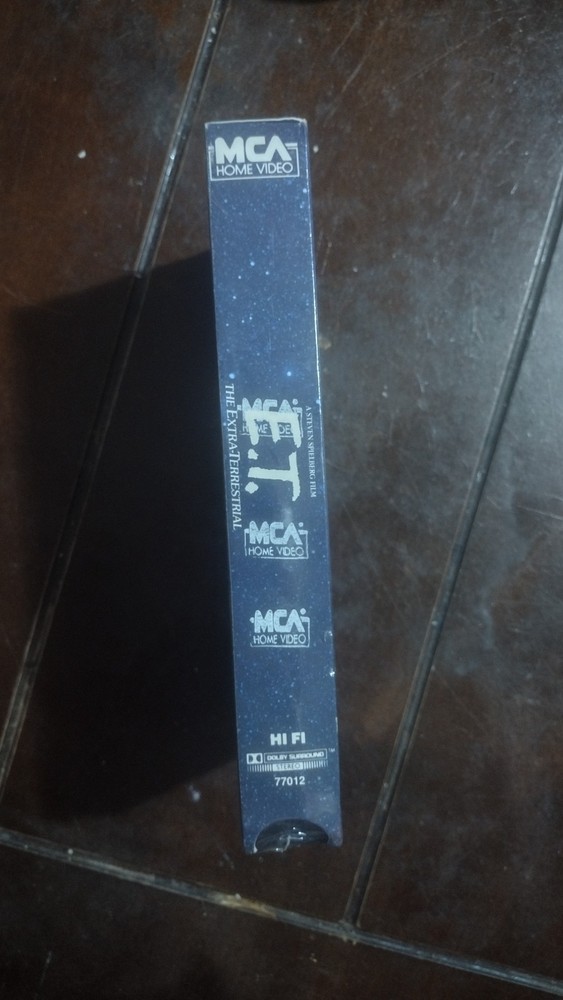 MCA
HOME VIDEO
A STEVEN SPIELBERG FILM
E.T.
THE EXTRA-TERRESTRIAL
MCA
HOME VIDEO
MCA
HOME VIDEO
MCA
HOME VIDEO
HI FI
DOLBY SURROUND™
STEREO
77012